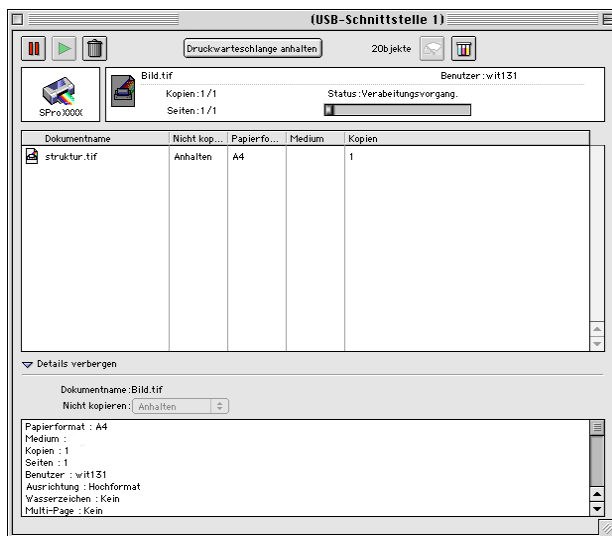 (USB-Schnittstelle 1)
Druckwarteschlange anhalten
2Objekte
Bild.tif
Benutzer :wit131
Kopien :1 /1
Status :Verabeitungsvorgang.
Seiten :1 /1
SProXXXX
Dokumentname Nicht kop... Papierfo... Medium Kopien
struktur.tif Anhalten A4 1
Details verbergen
Dokumentname :Bild.tif
Nicht kopieren: Anhalten
Papierformat : A4
Medium :
Kopien : 1
Seiten : 1
Benutzer : wit131
Ausrichtung : Hochformat
Wasserzeichen : Kein
Multi-Page : Kein